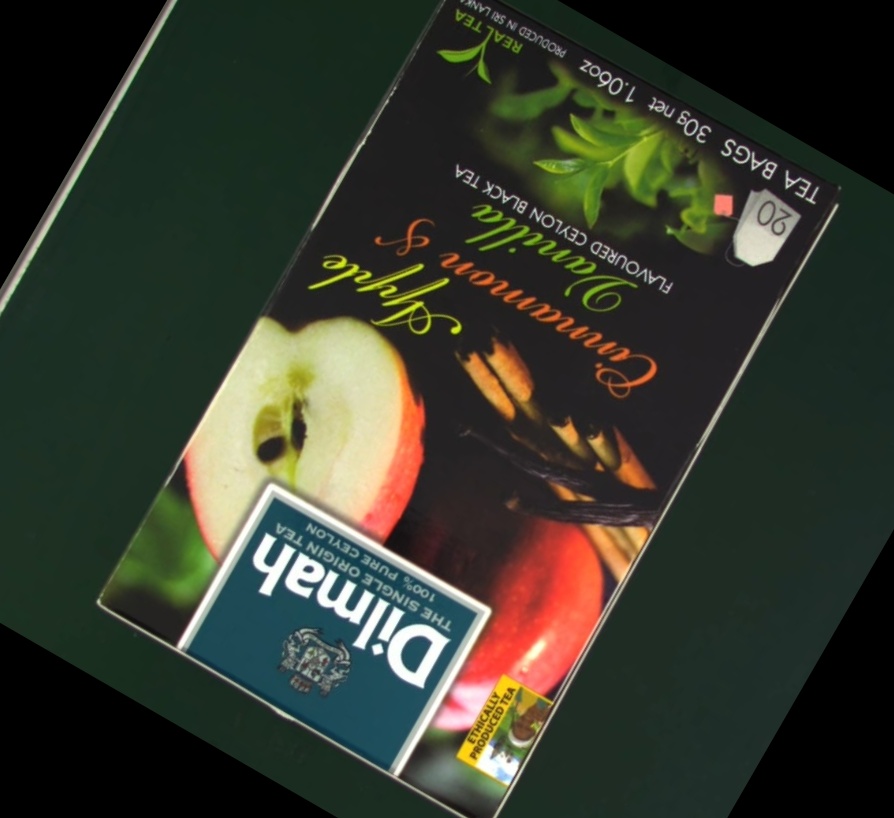 Dilmah
THE SINGLE ORIGIN TEA
100% PURE CEYLON
ETHICALLY
PRODUCED TEA
Apple
Cinnamon &
Vanilla
FLAVOURED CEYLON BLACK TEA
20
TEA BAGS 30g net 1.06oz
REAL TEA
PRODUCED IN SRI LANKA